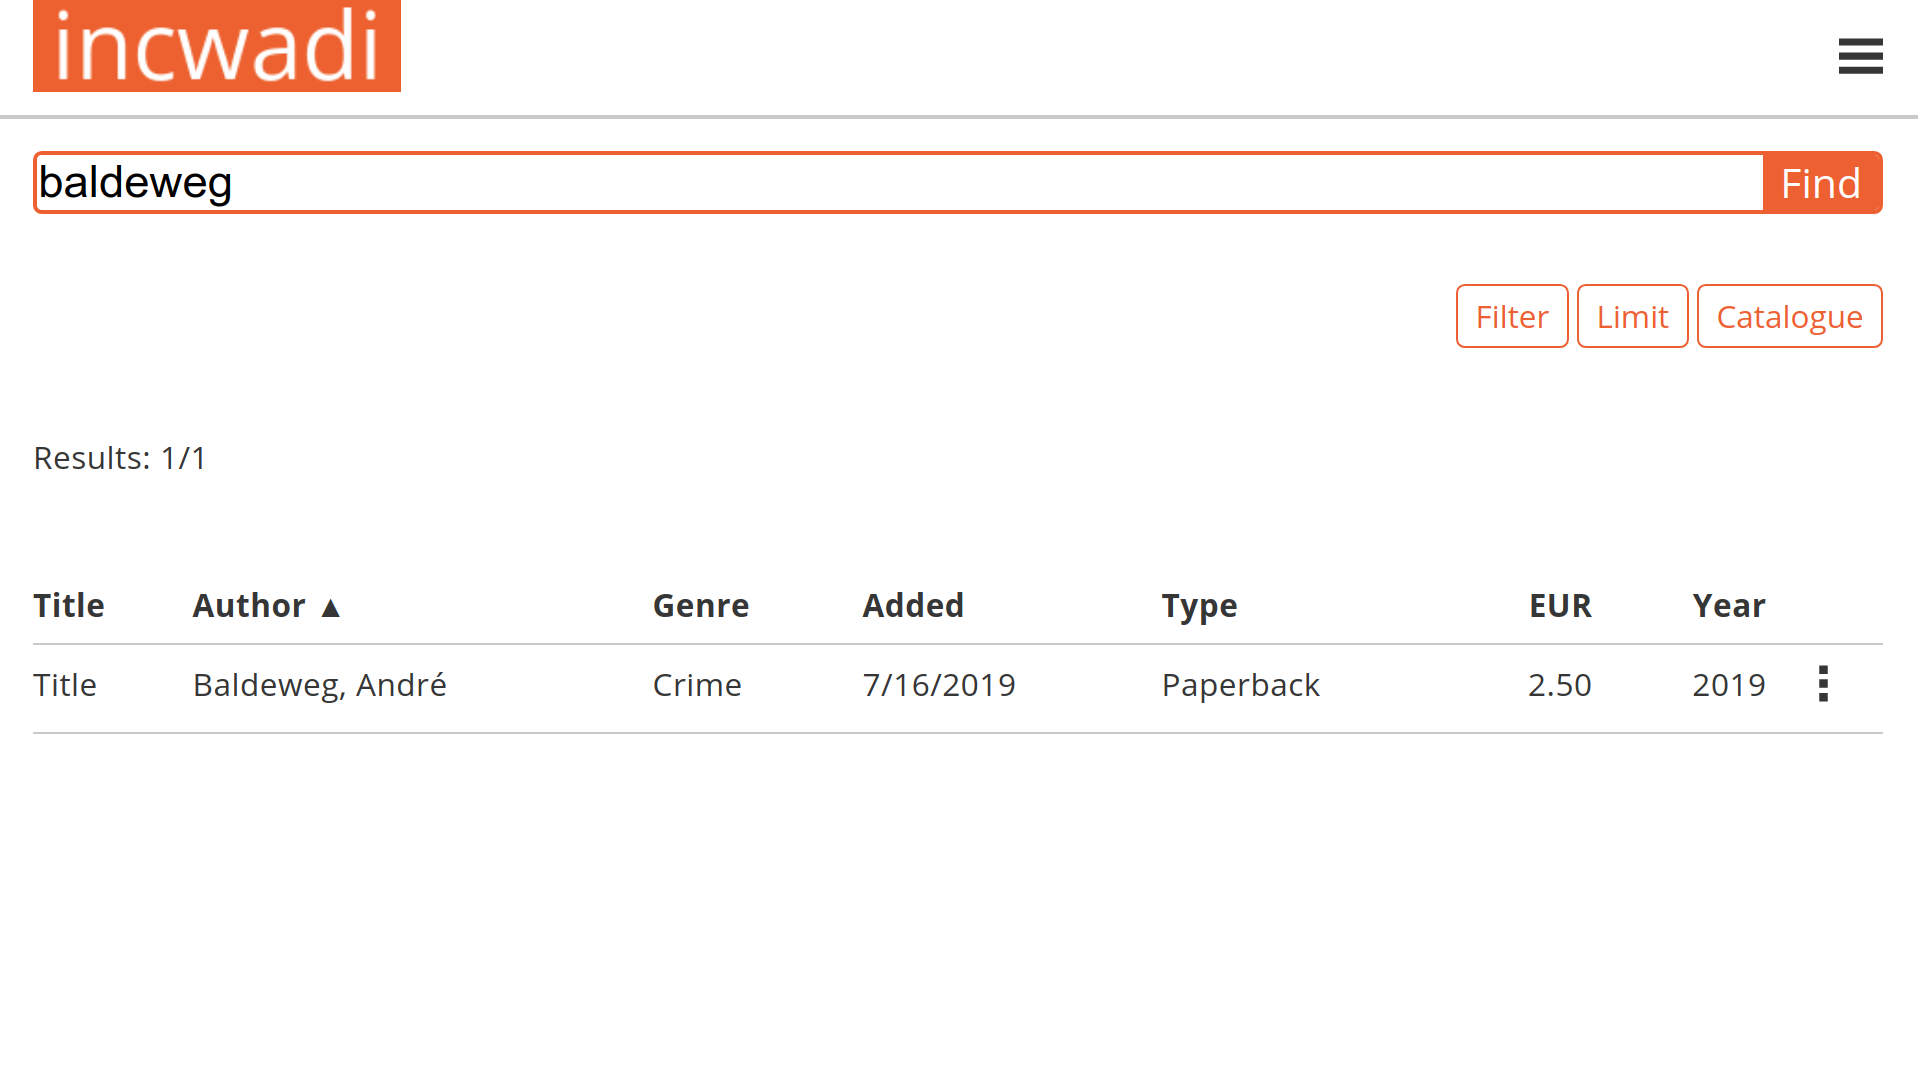 incwadi
baldeweg Find
Filter Limit Catalogue
Results: 1/1
Title Author ▲ Genre Added Type EUR Year
Title Baldeweg, André Crime 7/16/2019 Paperback 2.50 2019